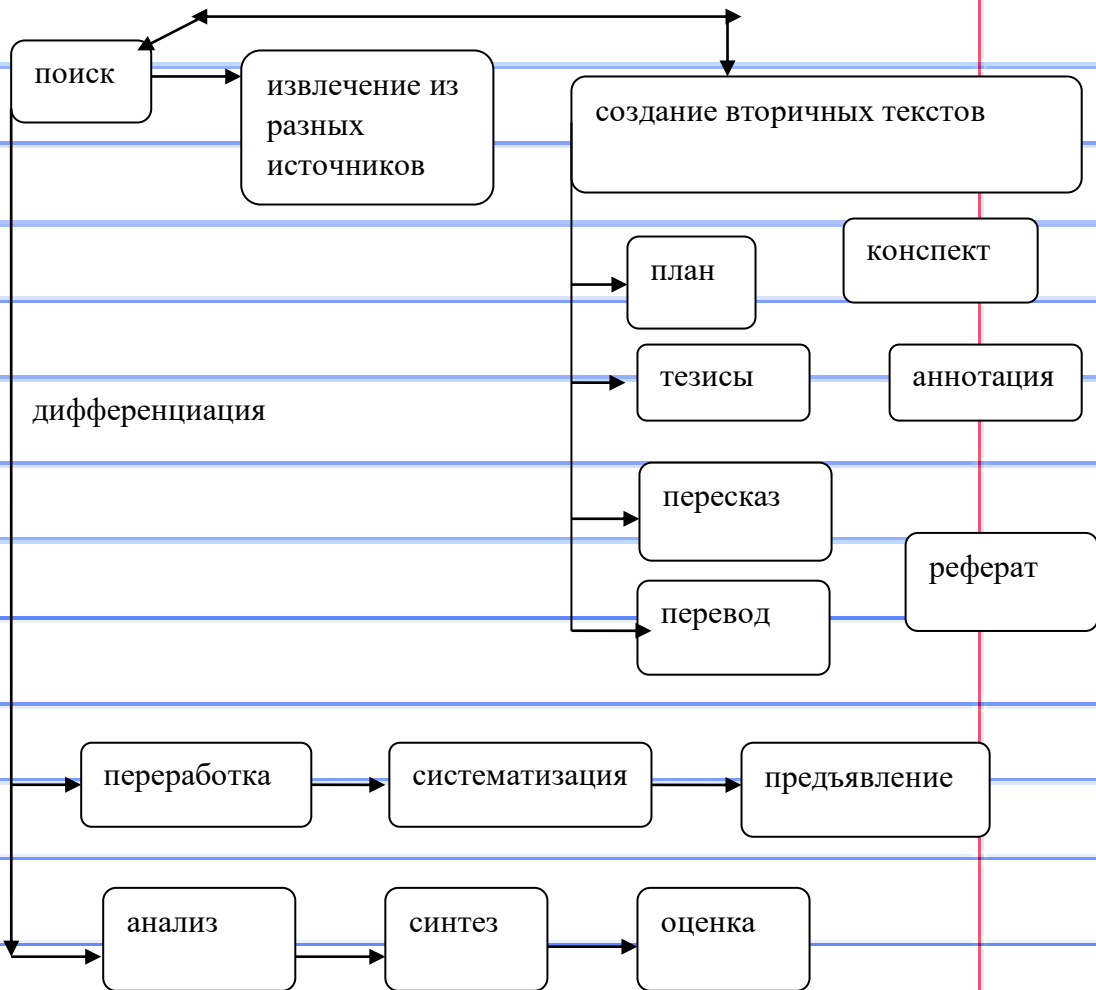 поиск
извлечение из
разных
источников
создание вторичных текстов
план
конспект
тезисы
аннотация
дифференциация
пересказ
реферат
перевод
переработка
систематизация
предъявление
анализ
синтез
оценка